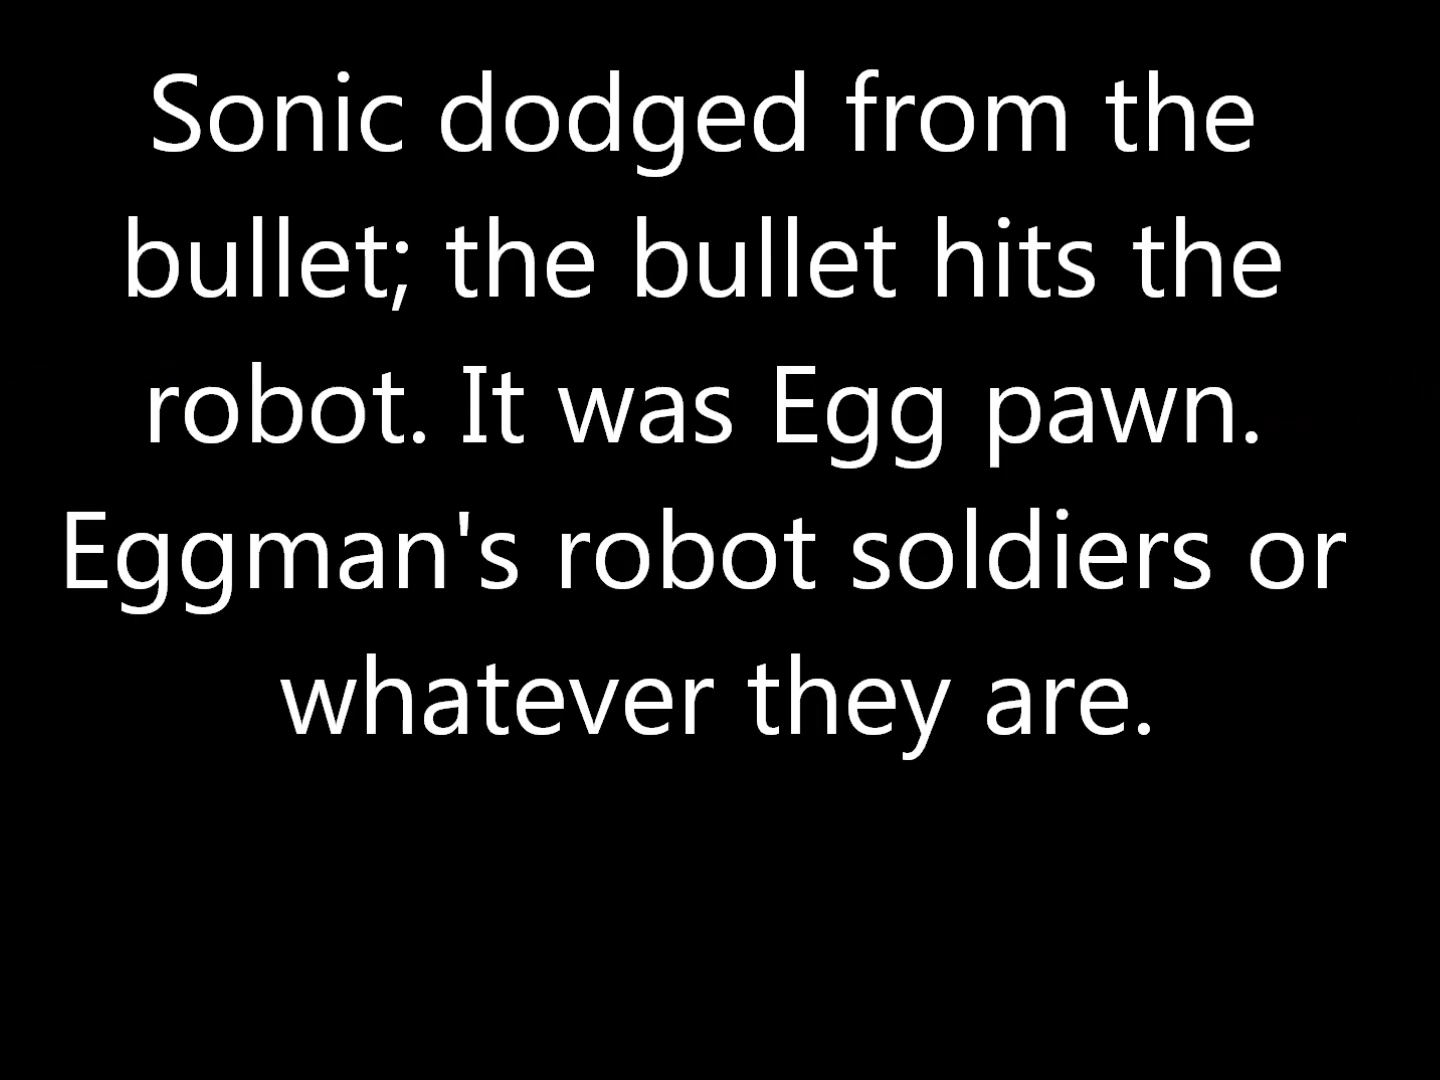 Sonic dodged from the
bullet; the bullet hits the
robot. It was Egg pawn.
Eggman's robot soldiers or
whatever they are.